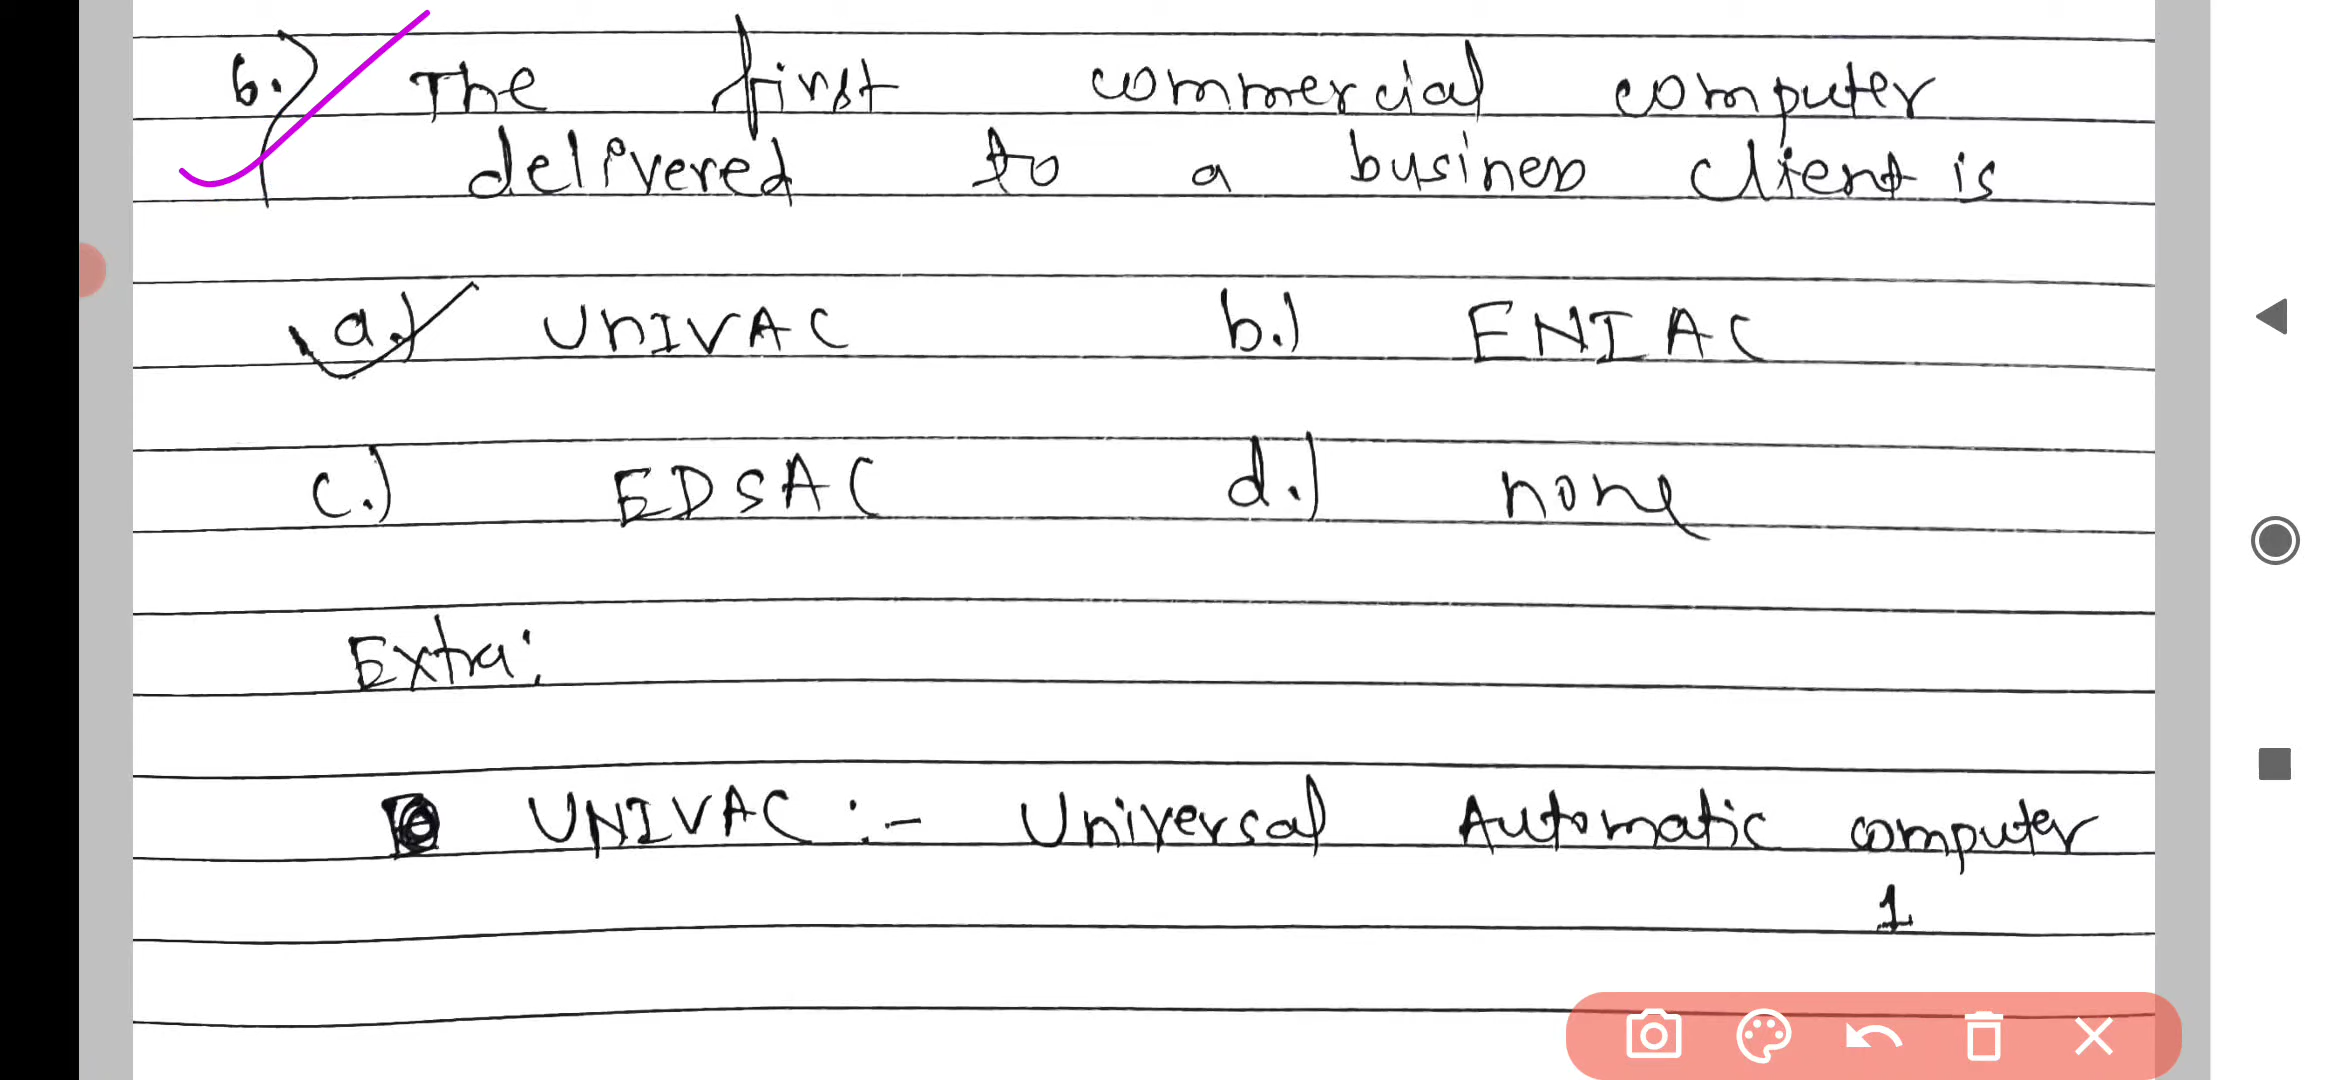 6.) The first commercial computer
delivered to a business client is
a.) UNIVAC b.) ENIAC
c.) EDSAC d.) none
Extra:
UNIVAC :- Universal Automatic computer
1